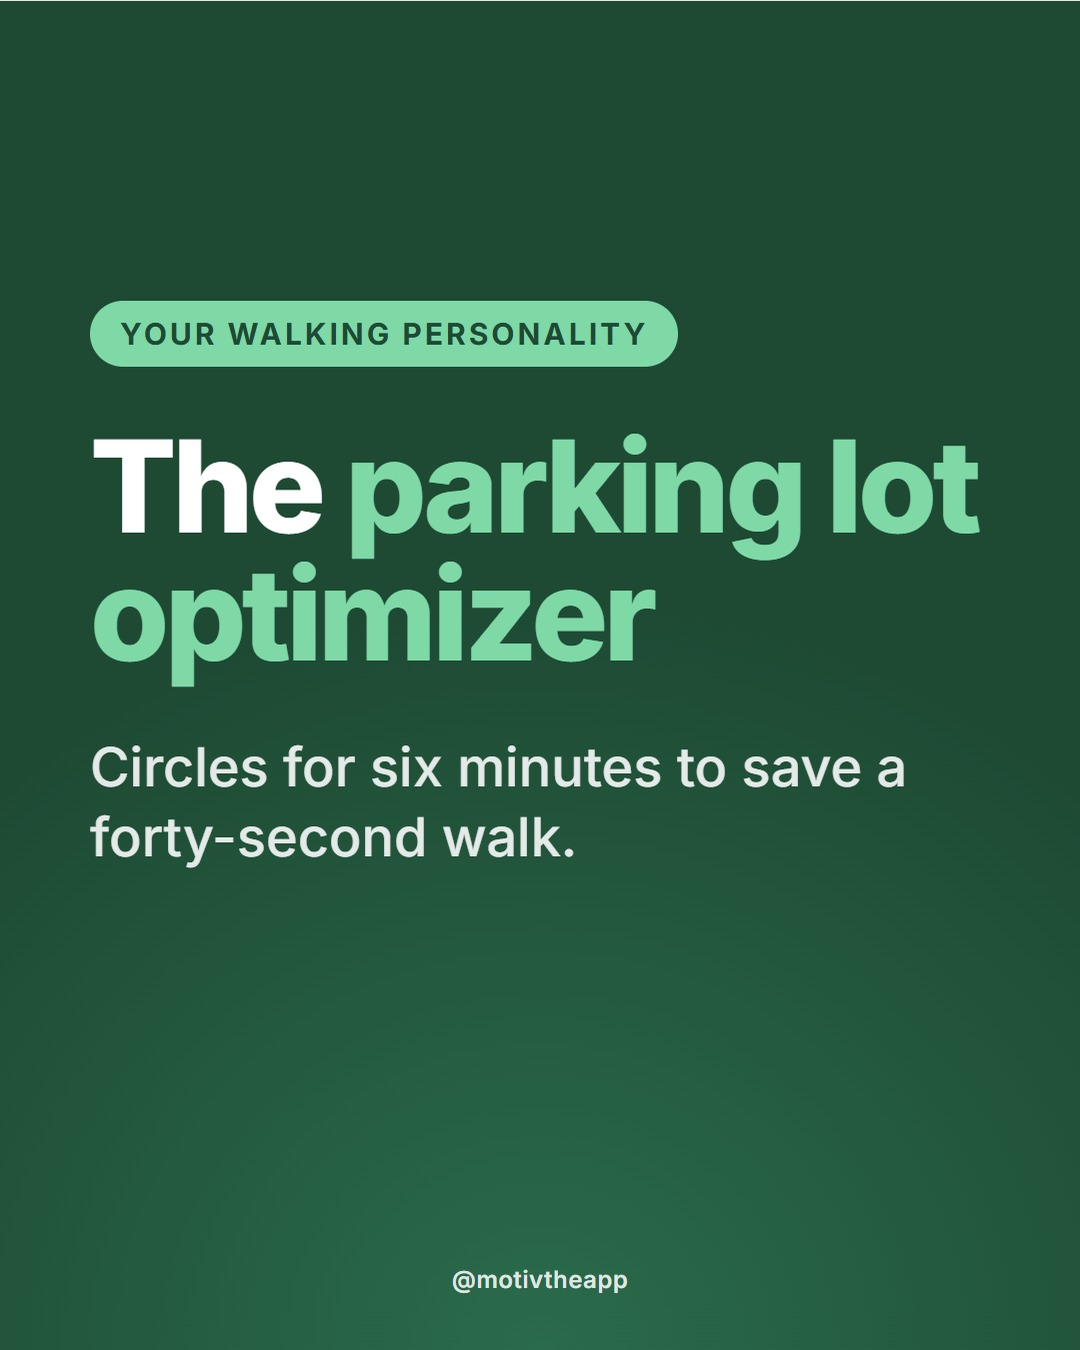 YOUR WALKING PERSONALITY
The parking lot
optimizer
Circles for six minutes to save a
forty-second walk.
@motivtheapp